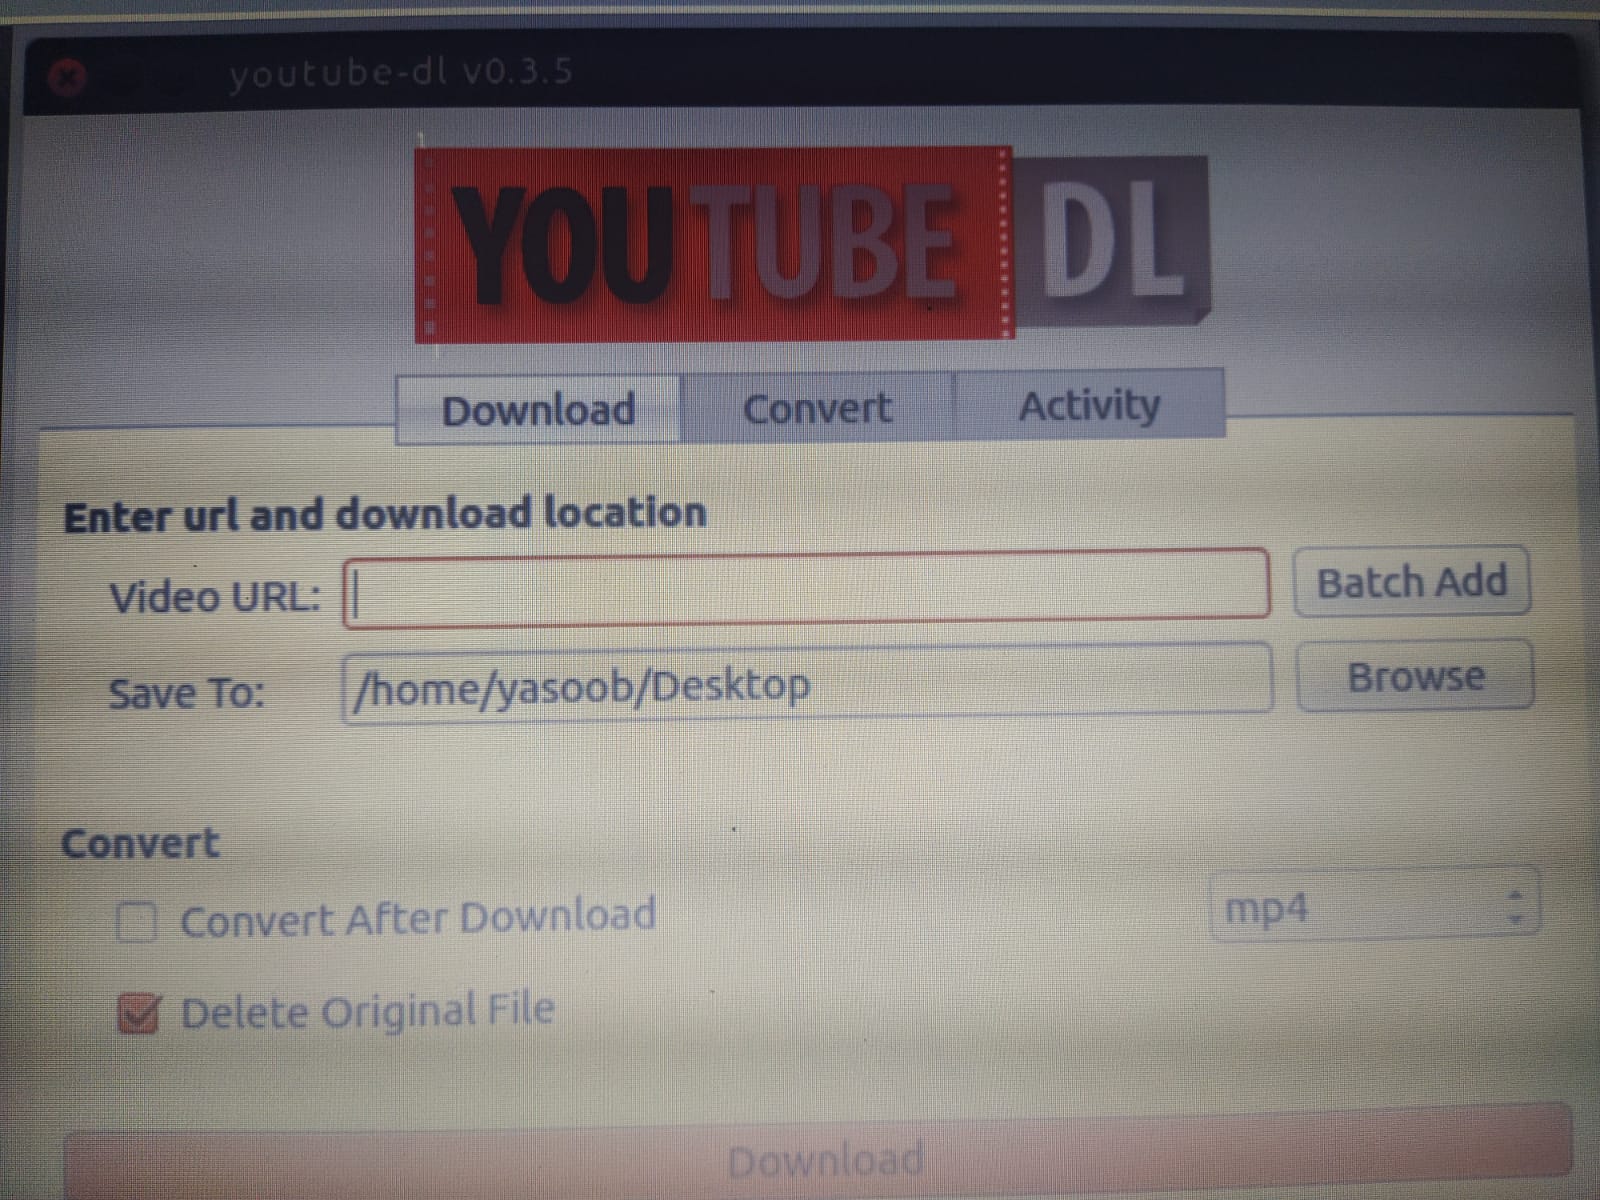 youtube-dl v0.3.5
YOUTUBE DL
Download Convert Activity
Enter url and download location
Video URL: Batch Add
Save To: /home/yasoob/Desktop Browse
Convert
Convert After Download mp4
Delete Original File
Download